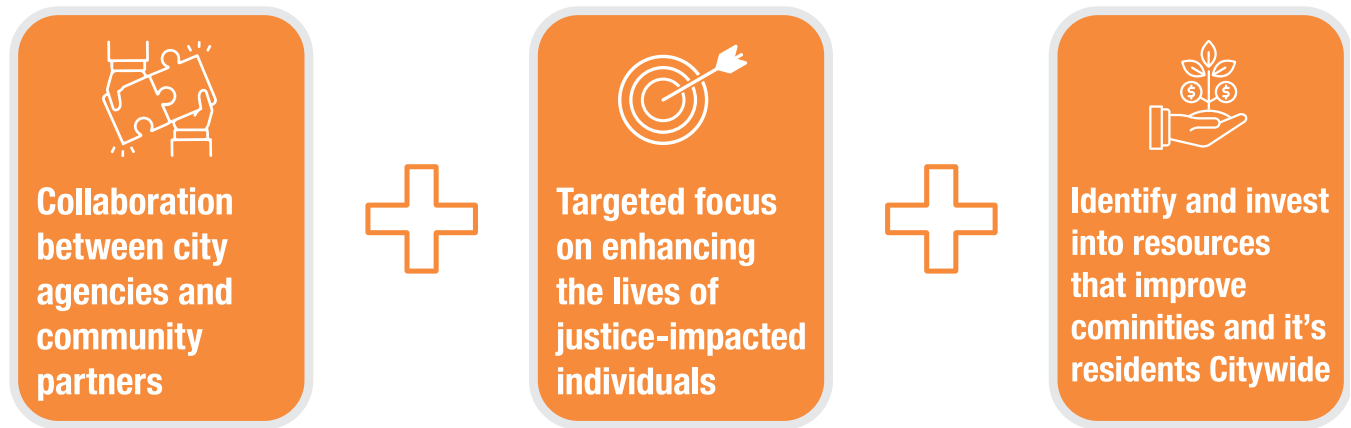 Collaboration
between city
agencies and
community
partners
Targeted focus
on enhancing
the lives of
justice-impacted
individuals
Identify and invest
into resources
that improve
cominities and it's
residents Citywide